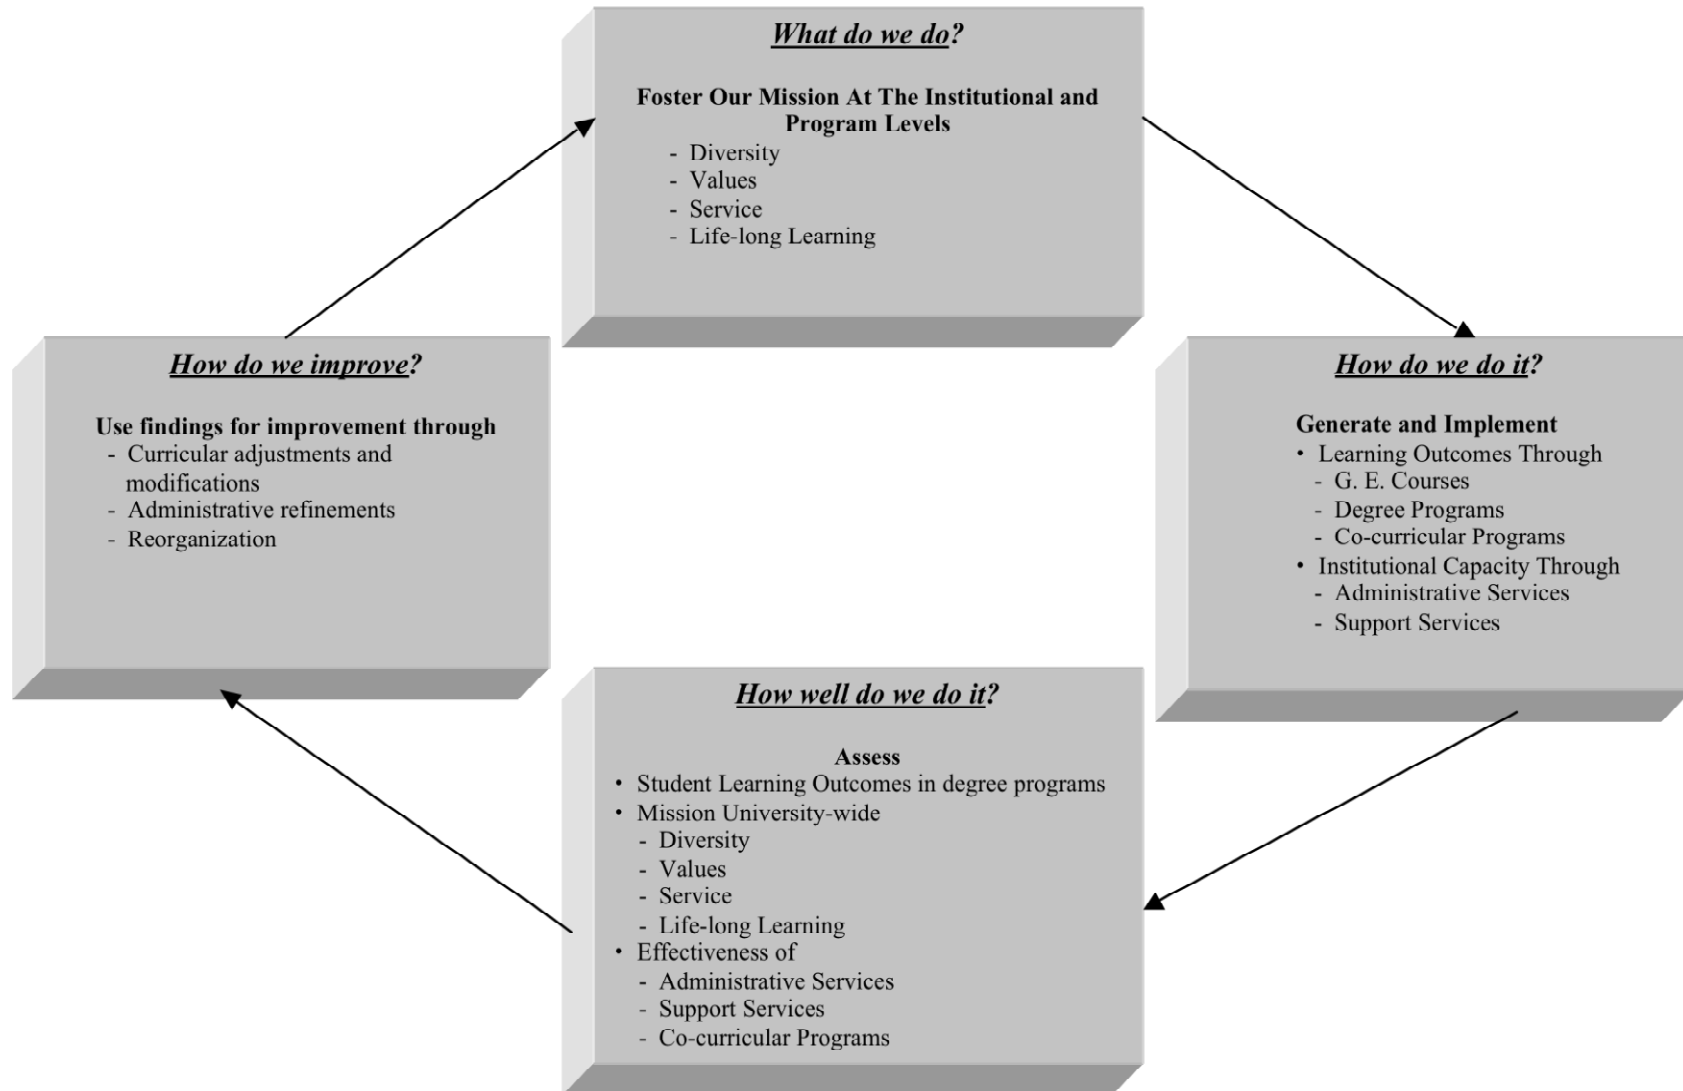 What do we do?
Foster Our Mission At The Institutional and
Program Levels
- Diversity
- Values
- Service
- Life-long Learning
How do we improve?
Use findings for improvement through
- Curricular adjustments and
modifications
- Administrative refinements
- Reorganization
How do we do it?
Generate and Implement
• Learning Outcomes Through
- G. E. Courses
- Degree Programs
- Co-curricular Programs
• Institutional Capacity Through
- Administrative Services
- Support Services
How well do we do it?
Assess
• Student Learning Outcomes in degree programs
• Mission University-wide
- Diversity
- Values
- Service
- Life-long Learning
• Effectiveness of
- Administrative Services
- Support Services
- Co-curricular Programs